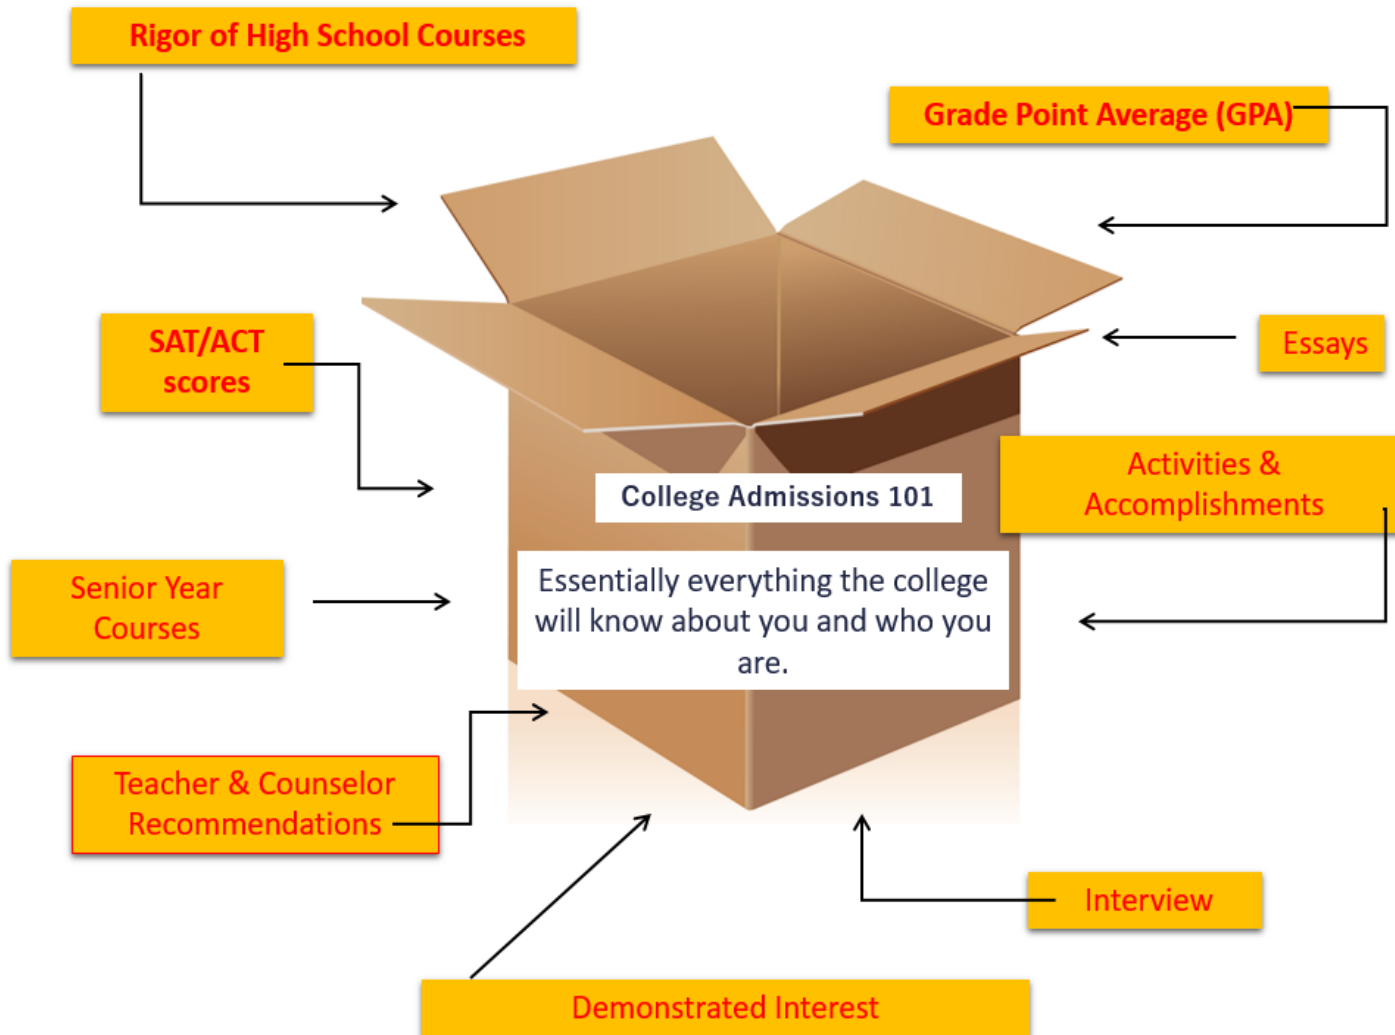 Rigor of High School Courses
Grade Point Average (GPA)
SAT/ACT
scores
Essays
College Admissions 101
Activities &
Accomplishments
Essentially everything the college
will know about you and who you
are.
Senior Year
Courses
Teacher & Counselor
Recommendations
Interview
Demonstrated Interest